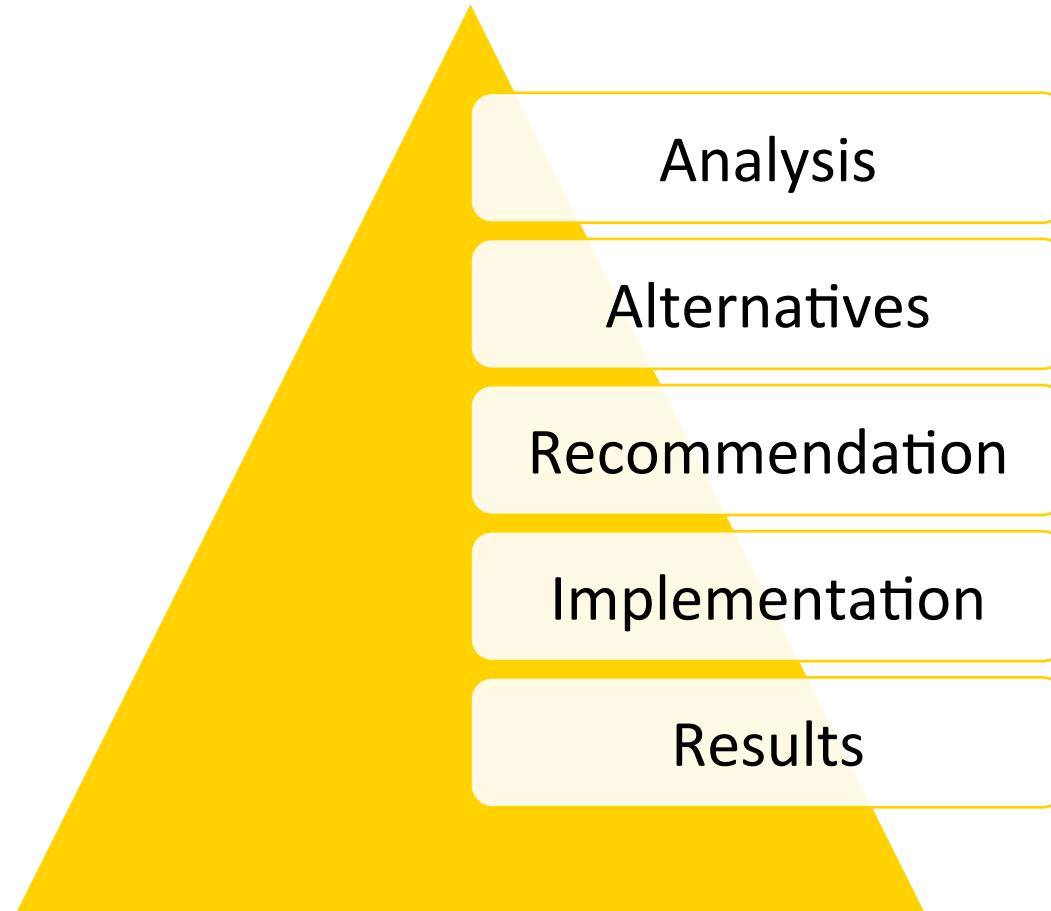 Analysis
Alternatives
Recommendation
Implementation
Results